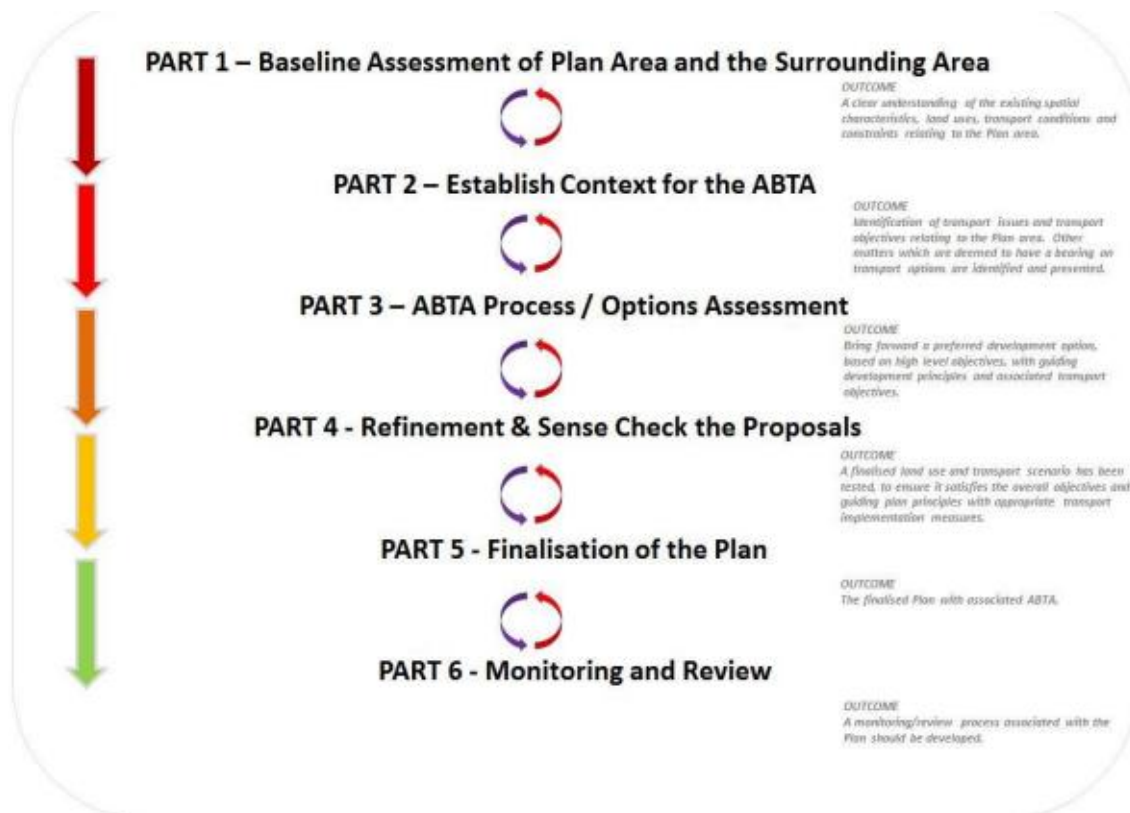 PART 1 – Baseline Assessment of Plan Area and the Surrounding Area
OUTCOME
A clear understanding of the existing spatial
characteristics, land uses, transport conditions and
constraints relating to the Plan area.
PART 2 – Establish Context for the ABTA
OUTCOME
Identification of transport issues and transport
objectives relating to the Plan area. Other
matters which are deemed to have a bearing on
transport options are identified and presented.
PART 3 – ABTA Process / Options Assessment
OUTCOME
Bring forward a preferred development option,
based on high level objectives, with guiding
development principles and associated transport
objectives.
PART 4 - Refinement & Sense Check the Proposals
OUTCOME
A finalised land use and transport scenario has been
tested, to ensure it satisfies the overall objectives and
guiding plan principles with appropriate transport
implementation measures.
PART 5 - Finalisation of the Plan
OUTCOME
The finalised Plan with associated ABTA.
PART 6 - Monitoring and Review
OUTCOME
A monitoring/review process associated with the
Plan should be developed.